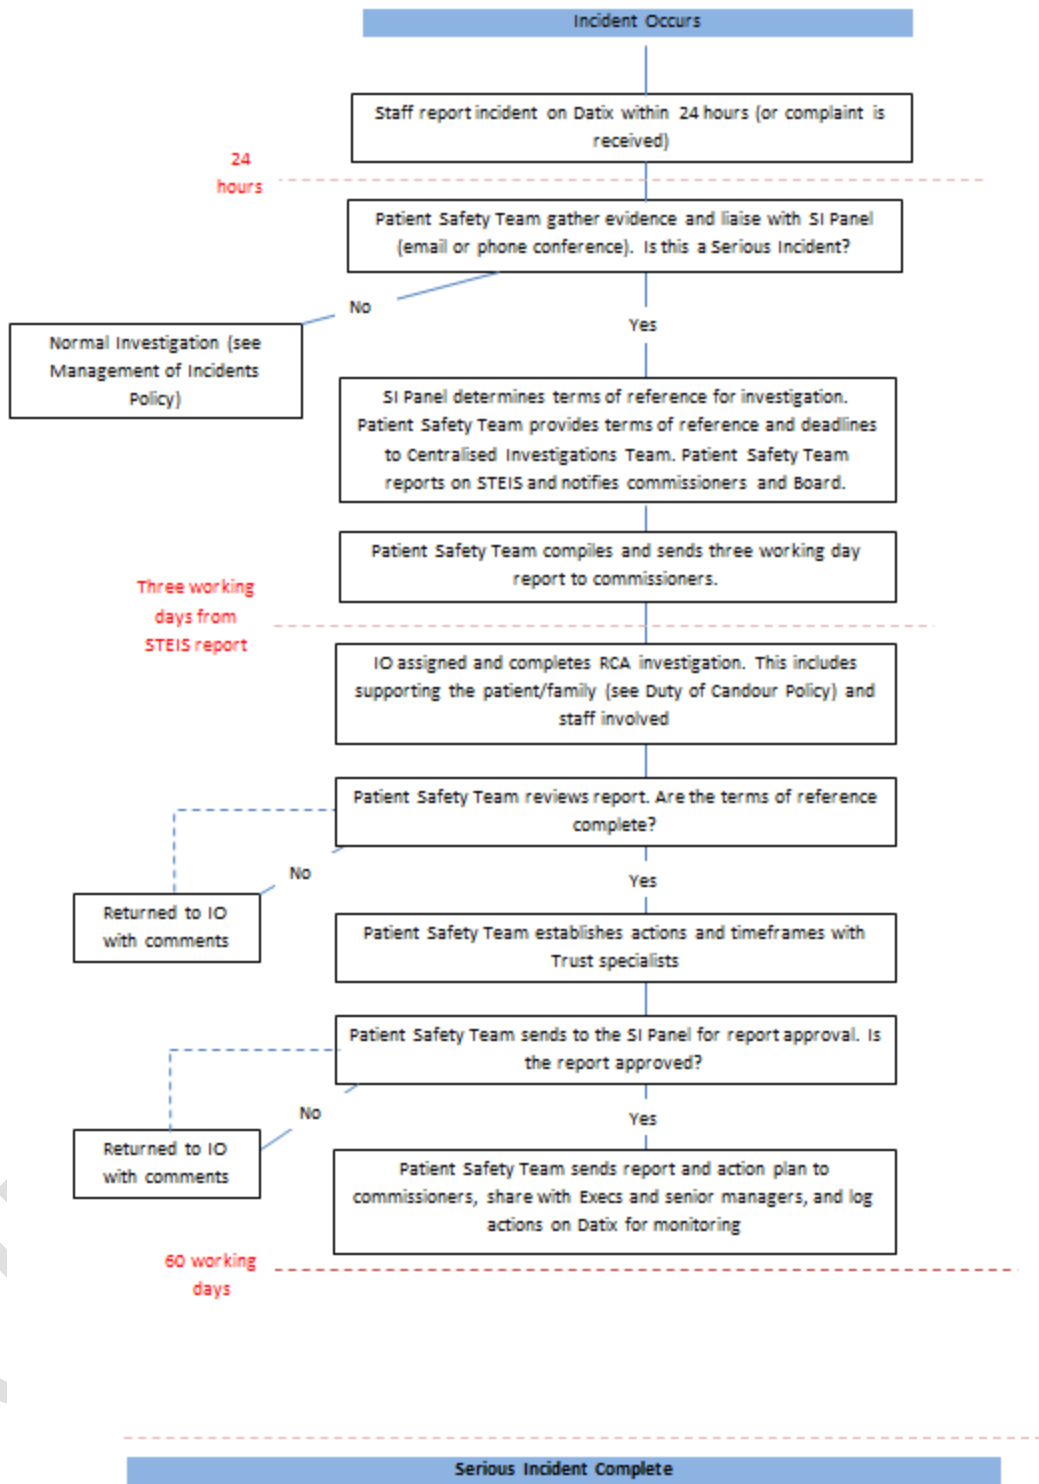 Incident Occurs
Staff report incident on Datix within 24 hours (or complaint is
received)
24
hours
Patient Safety Team gather evidence and liaise with SI Panel
(email or phone conference). Is this a Serious Incident?
No
Yes
Normal Investigation (see
Management of Incidents
Policy)
SI Panel determines terms of reference for investigation.
Patient Safety Team provides terms of reference and deadlines
to Centralised Investigations Team. Patient Safety Team
reports on STEIS and notifies commissioners and Board.
Patient Safety Team compiles and sends three working day
report to commissioners.
Three working
days from
STEIS report
IO assigned and completes RCA investigation. This includes
supporting the patient/family (see Duty of Candour Policy) and
staff involved
Patient Safety Team reviews report. Are the terms of reference
complete?
No
Yes
Returned to IO
with comments
Patient Safety Team establishes actions and timeframes with
Trust specialists
Patient Safety Team sends to the SI Panel for report approval. Is
the report approved?
No
Yes
Returned to IO
with comments
Patient Safety Team sends report and action plan to
commissioners, share with Execs and senior managers, and log
actions on Datix for monitoring
60 working
days
Serious Incident Complete